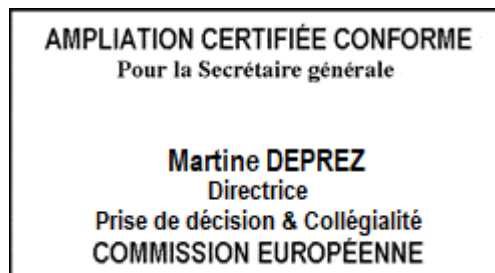 AMPLIATION CERTIFIÉE CONFORME
Pour la Secrétaire générale
Martine DEPREZ
Directrice
Prise de décision & Collégialité
COMMISSION EUROPÉENNE